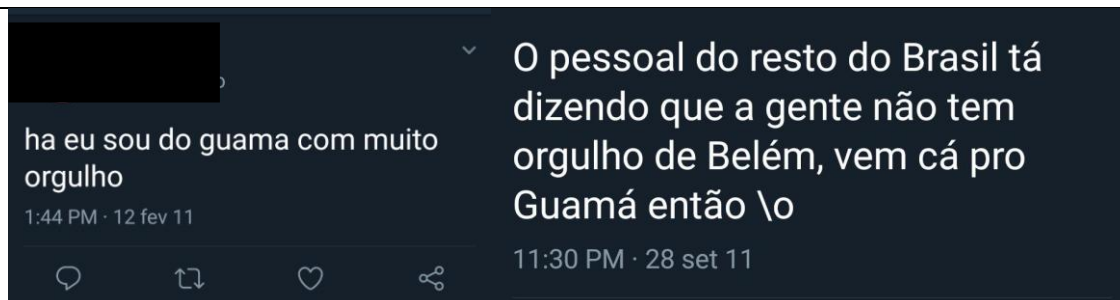 ha eu sou do guama com muito
orgulho
1:44 PM · 12 fev 11
O pessoal do resto do Brasil tá
dizendo que a gente não tem
orgulho de Belém, vem cá pro
Guamá então \o
11:30 PM · 28 set 11